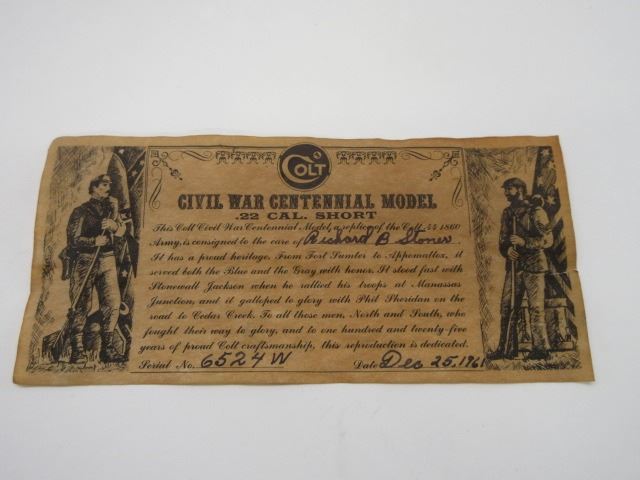 COLT
CIVIL WAR CENTENNIAL MODEL
.22 CAL. SHORT
This Colt Civil War Centennial Model, a replica of the Colt .44 1860
Army, is consigned to the care of Richard B Stoner.
It has a proud heritage. From Fort Sumter to Appomattox, it
served both the Blue and the Gray with honor. It stood fast with
Stonewall Jackson when he rallied his troops at Manassas
Junction, and it galloped to glory with Phil Sheridan on the
road to Cedar Creek. To all those men, North and South, who
fought their way to glory, and to one hundred and twenty-five
years of proud Colt craftsmanship, this reproduction is dedicated.
Serial No. 6524W Date Dec 25, 1961